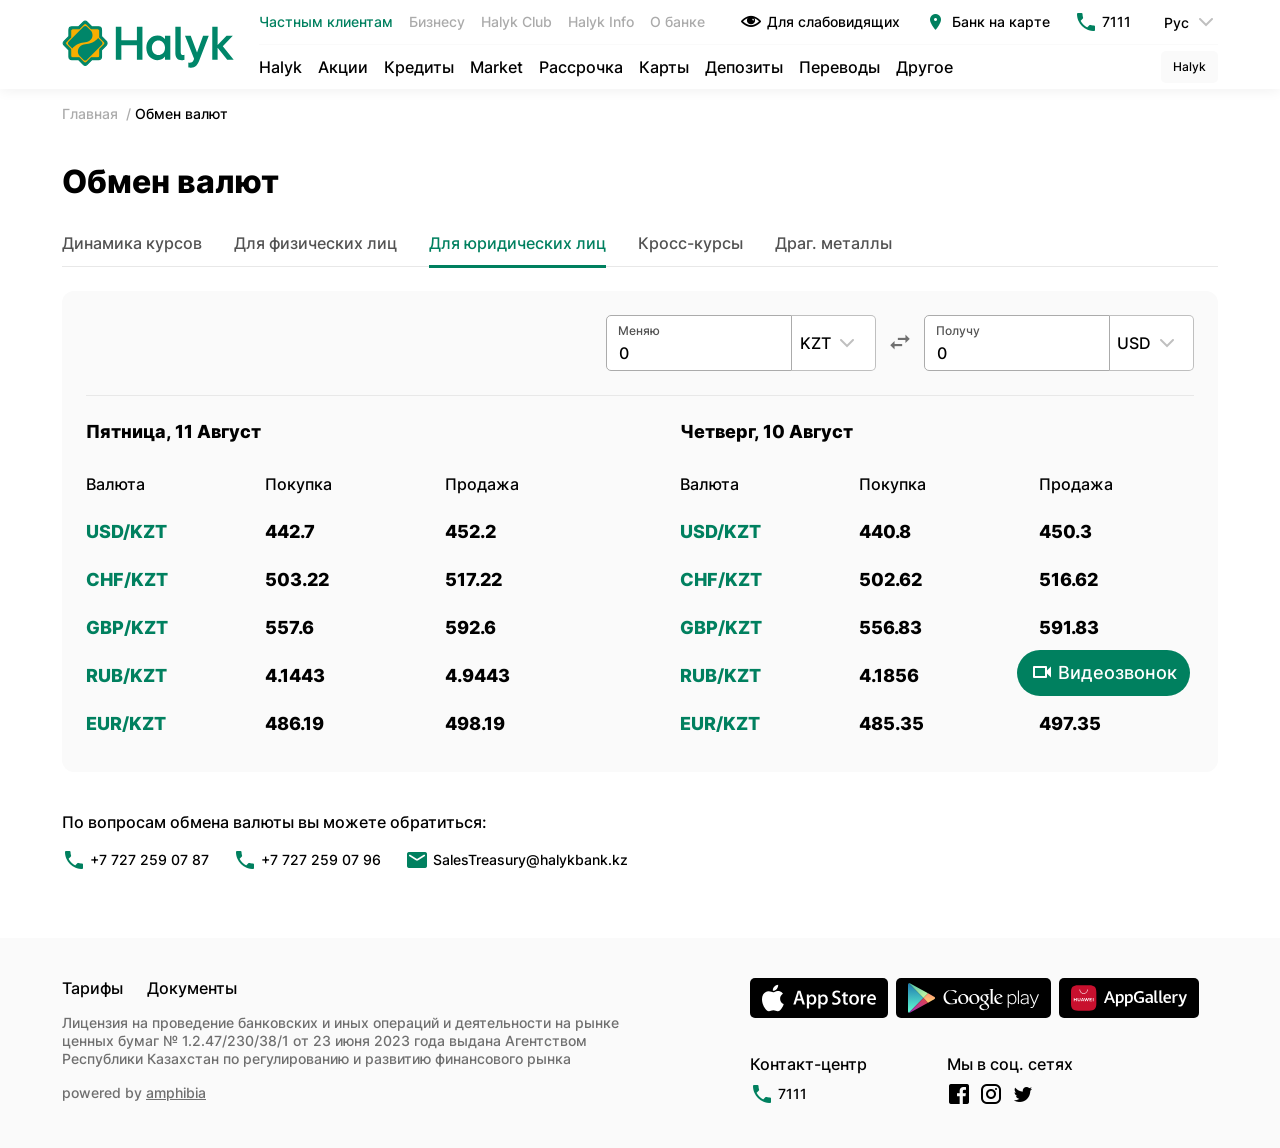 Halyk
Частным клиентам Бизнесу Halyk Club Halyk Info О банке Для слабовидящих Банк на карте 7111 Рус
Halyk Акции Кредиты Market Рассрочка Карты Депозиты Переводы Другое Halyk
Главная / Обмен валют
Обмен валют
Динамика курсов Для физических лиц Для юридических лиц Кросс-курсы Драг. металлы
Меняю Получу
0 KZT 0 USD
Пятница, 11 Август Четверг, 10 Август
Валюта Покупка Продажа Валюта Покупка Продажа
USD/KZT 442.7 452.2 USD/KZT 440.8 450.3
CHF/KZT 503.22 517.22 CHF/KZT 502.62 516.62
GBP/KZT 557.6 592.6 GBP/KZT 556.83 591.83
RUB/KZT 4.1443 4.9443 RUB/KZT 4.1856 Видеозвонок
EUR/KZT 486.19 498.19 EUR/KZT 485.35 497.35
По вопросам обмена валюты вы можете обратиться:
+7 727 259 07 87 +7 727 259 07 96 SalesTreasury@halykbank.kz
Тарифы Документы
Лицензия на проведение банковских и иных операций и деятельности на рынке
ценных бумаг № 1.2.47/230/38/1 от 23 июня 2023 года выдана Агентством
Республики Казахстан по регулированию и развитию финансового рынка
powered by amphibia
App Store Google play HUAWEI AppGallery
Контакт-центр Мы в соц. сетях
7111